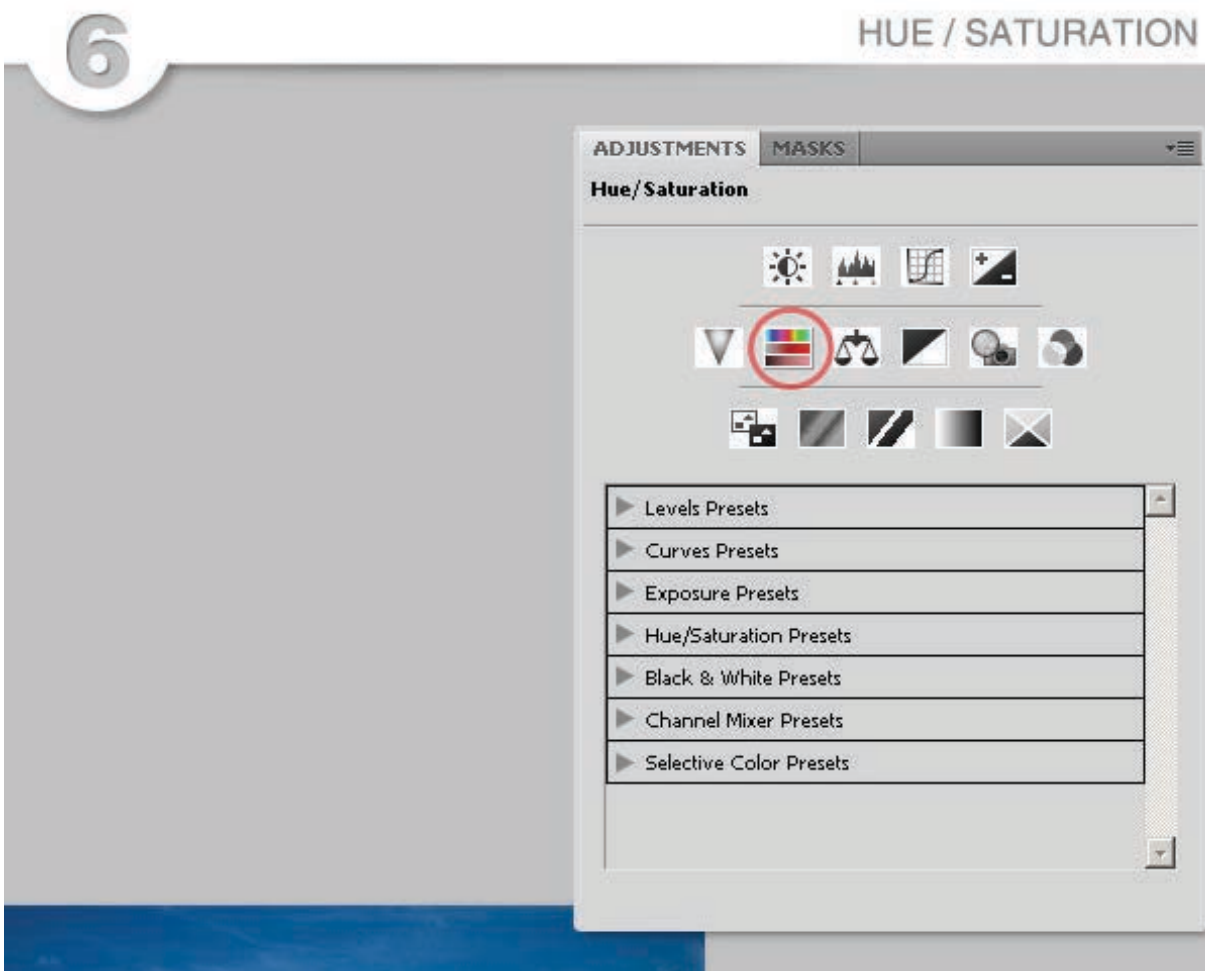 6
HUE / SATURATION
ADJUSTMENTS MASKS
Hue/Saturation
Levels Presets
Curves Presets
Exposure Presets
Hue/Saturation Presets
Black & White Presets
Channel Mixer Presets
Selective Color Presets